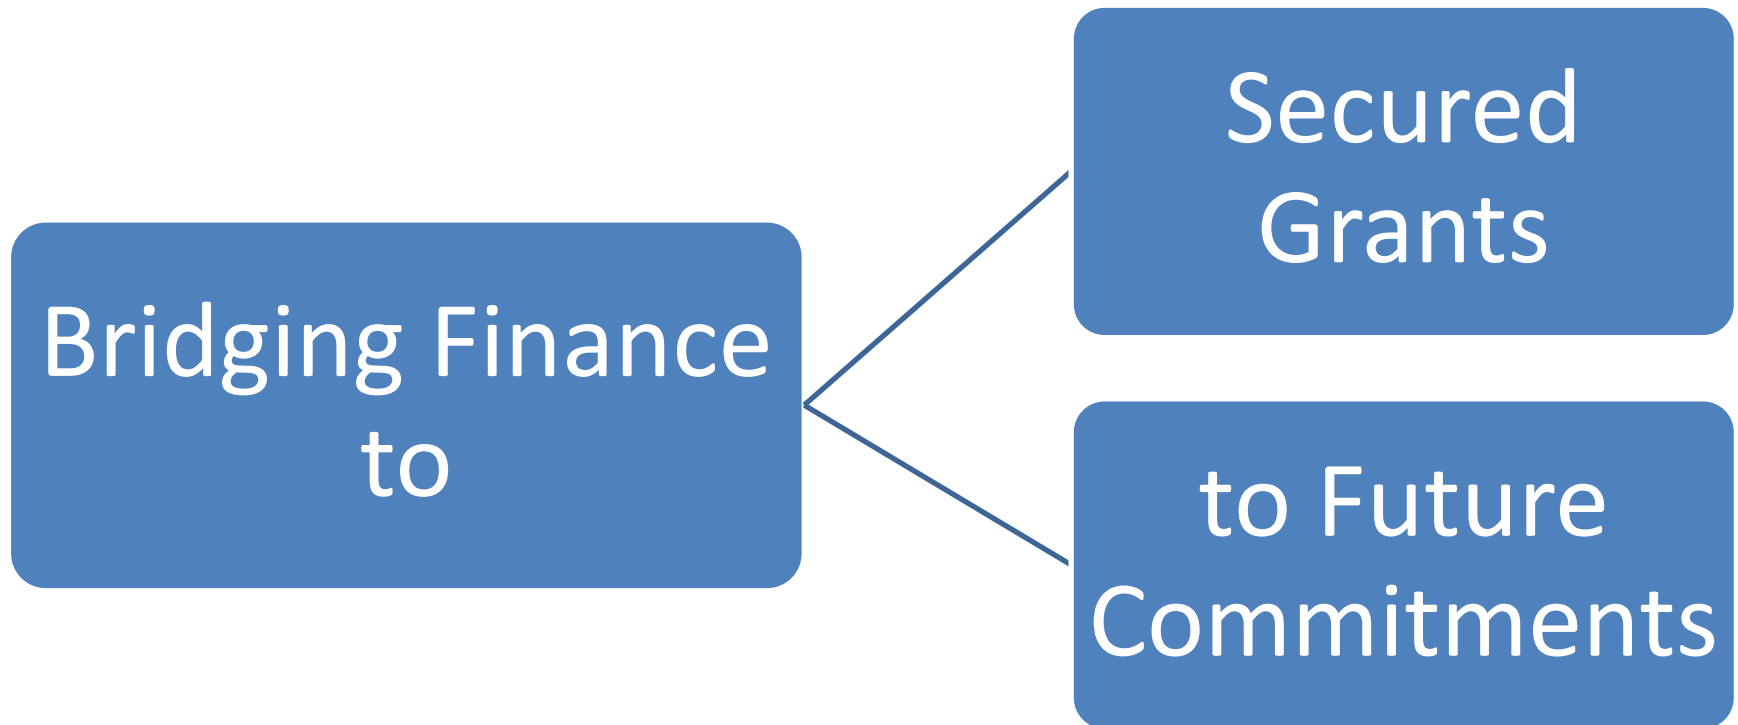 Bridging Finance
to
Secured
Grants
to Future
Commitments